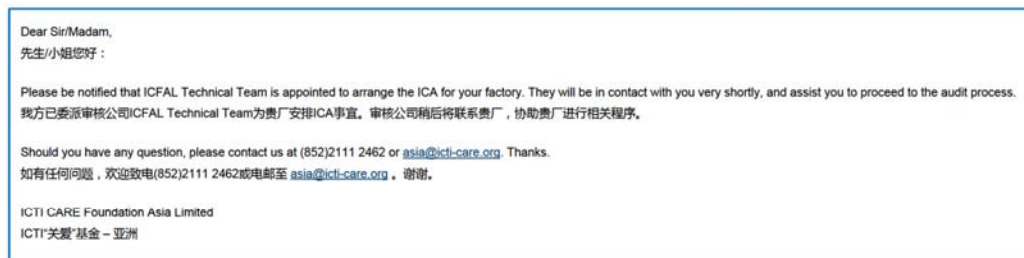 Dear Sir/Madam,
先生/小姐您好：
Please be notified that ICFAL Technical Team is appointed to arrange the ICA for your factory. They will be in contact with you very shortly, and assist you to proceed to the audit process.
我方已委派审核公司ICFAL Technical Team为贵厂安排ICA事宜。审核公司稍后将联系贵厂，协助贵厂进行相关程序。
Should you have any question, please contact us at (852)2111 2462 or asia@icti-care.org. Thanks.
如有任何问题，欢迎致电(852)2111 2462或电邮至 asia@icti-care.org 。谢谢。
ICTI CARE Foundation Asia Limited
ICTI“关爱”基金 – 亚洲